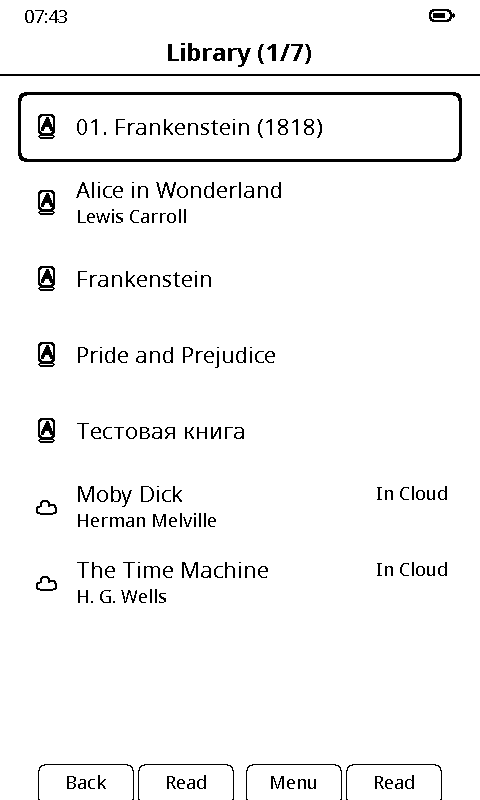 07:43
Library (1/7)
01. Frankenstein (1818)
Alice in Wonderland
Lewis Carroll
Frankenstein
Pride and Prejudice
Тестовая книга
Moby Dick
In Cloud
Herman Melville
The Time Machine
In Cloud
H. G. Wells
Back
Read
Menu
Read